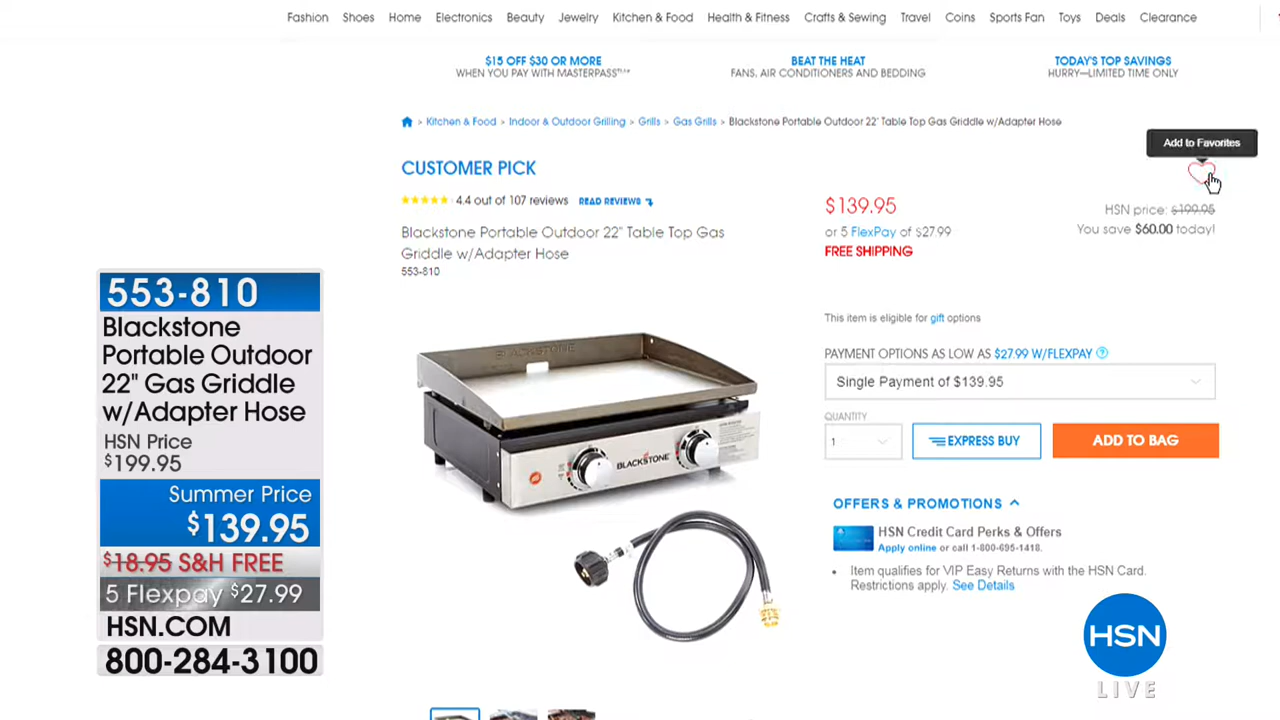 Fashion Shoes Home Electronics Beauty Jewelry Kitchen & Food Health & Fitness Crafts & Sewing Travel Coins Sports Fan Toys Deals Clearance
$15 OFF $30 OR MORE
WHEN YOU PAY WITH MASTERPASS™*
BEAT THE HEAT
FANS, AIR CONDITIONERS AND BEDDING
TODAY'S TOP SAVINGS
HURRY—LIMITED TIME ONLY
> Kitchen & Food > Indoor & Outdoor Grilling > Grills > Gas Grills > Blackstone Portable Outdoor 22" Table Top Gas Griddle w/Adapter Hose
Add to Favorites
CUSTOMER PICK
4.4 out of 107 reviews READ REVIEWS
Blackstone Portable Outdoor 22" Table Top Gas
Griddle w/Adapter Hose
553-810
$139.95
or 5 FlexPay of $27.99
FREE SHIPPING
HSN price: $199.95
You save $60.00 today!
This item is eligible for gift options
PAYMENT OPTIONS AS LOW AS $27.99 W/FLEXPAY ?
Single Payment of $139.95
QUANTITY
1
EXPRESS BUY
ADD TO BAG
OFFERS & PROMOTIONS
HSN Credit Card Perks & Offers
Apply online or call 1-800-695-1418.
• Item qualifies for VIP Easy Returns with the HSN Card.
Restrictions apply. See Details
BLACKSTONE
BLACKSTONE
553-810
Blackstone
Portable Outdoor
22" Gas Griddle
w/Adapter Hose
HSN Price
$199.95
Summer Price
$139.95
$18.95 S&H FREE
5 Flexpay $27.99
HSN.COM
800-284-3100
HSN
LIVE